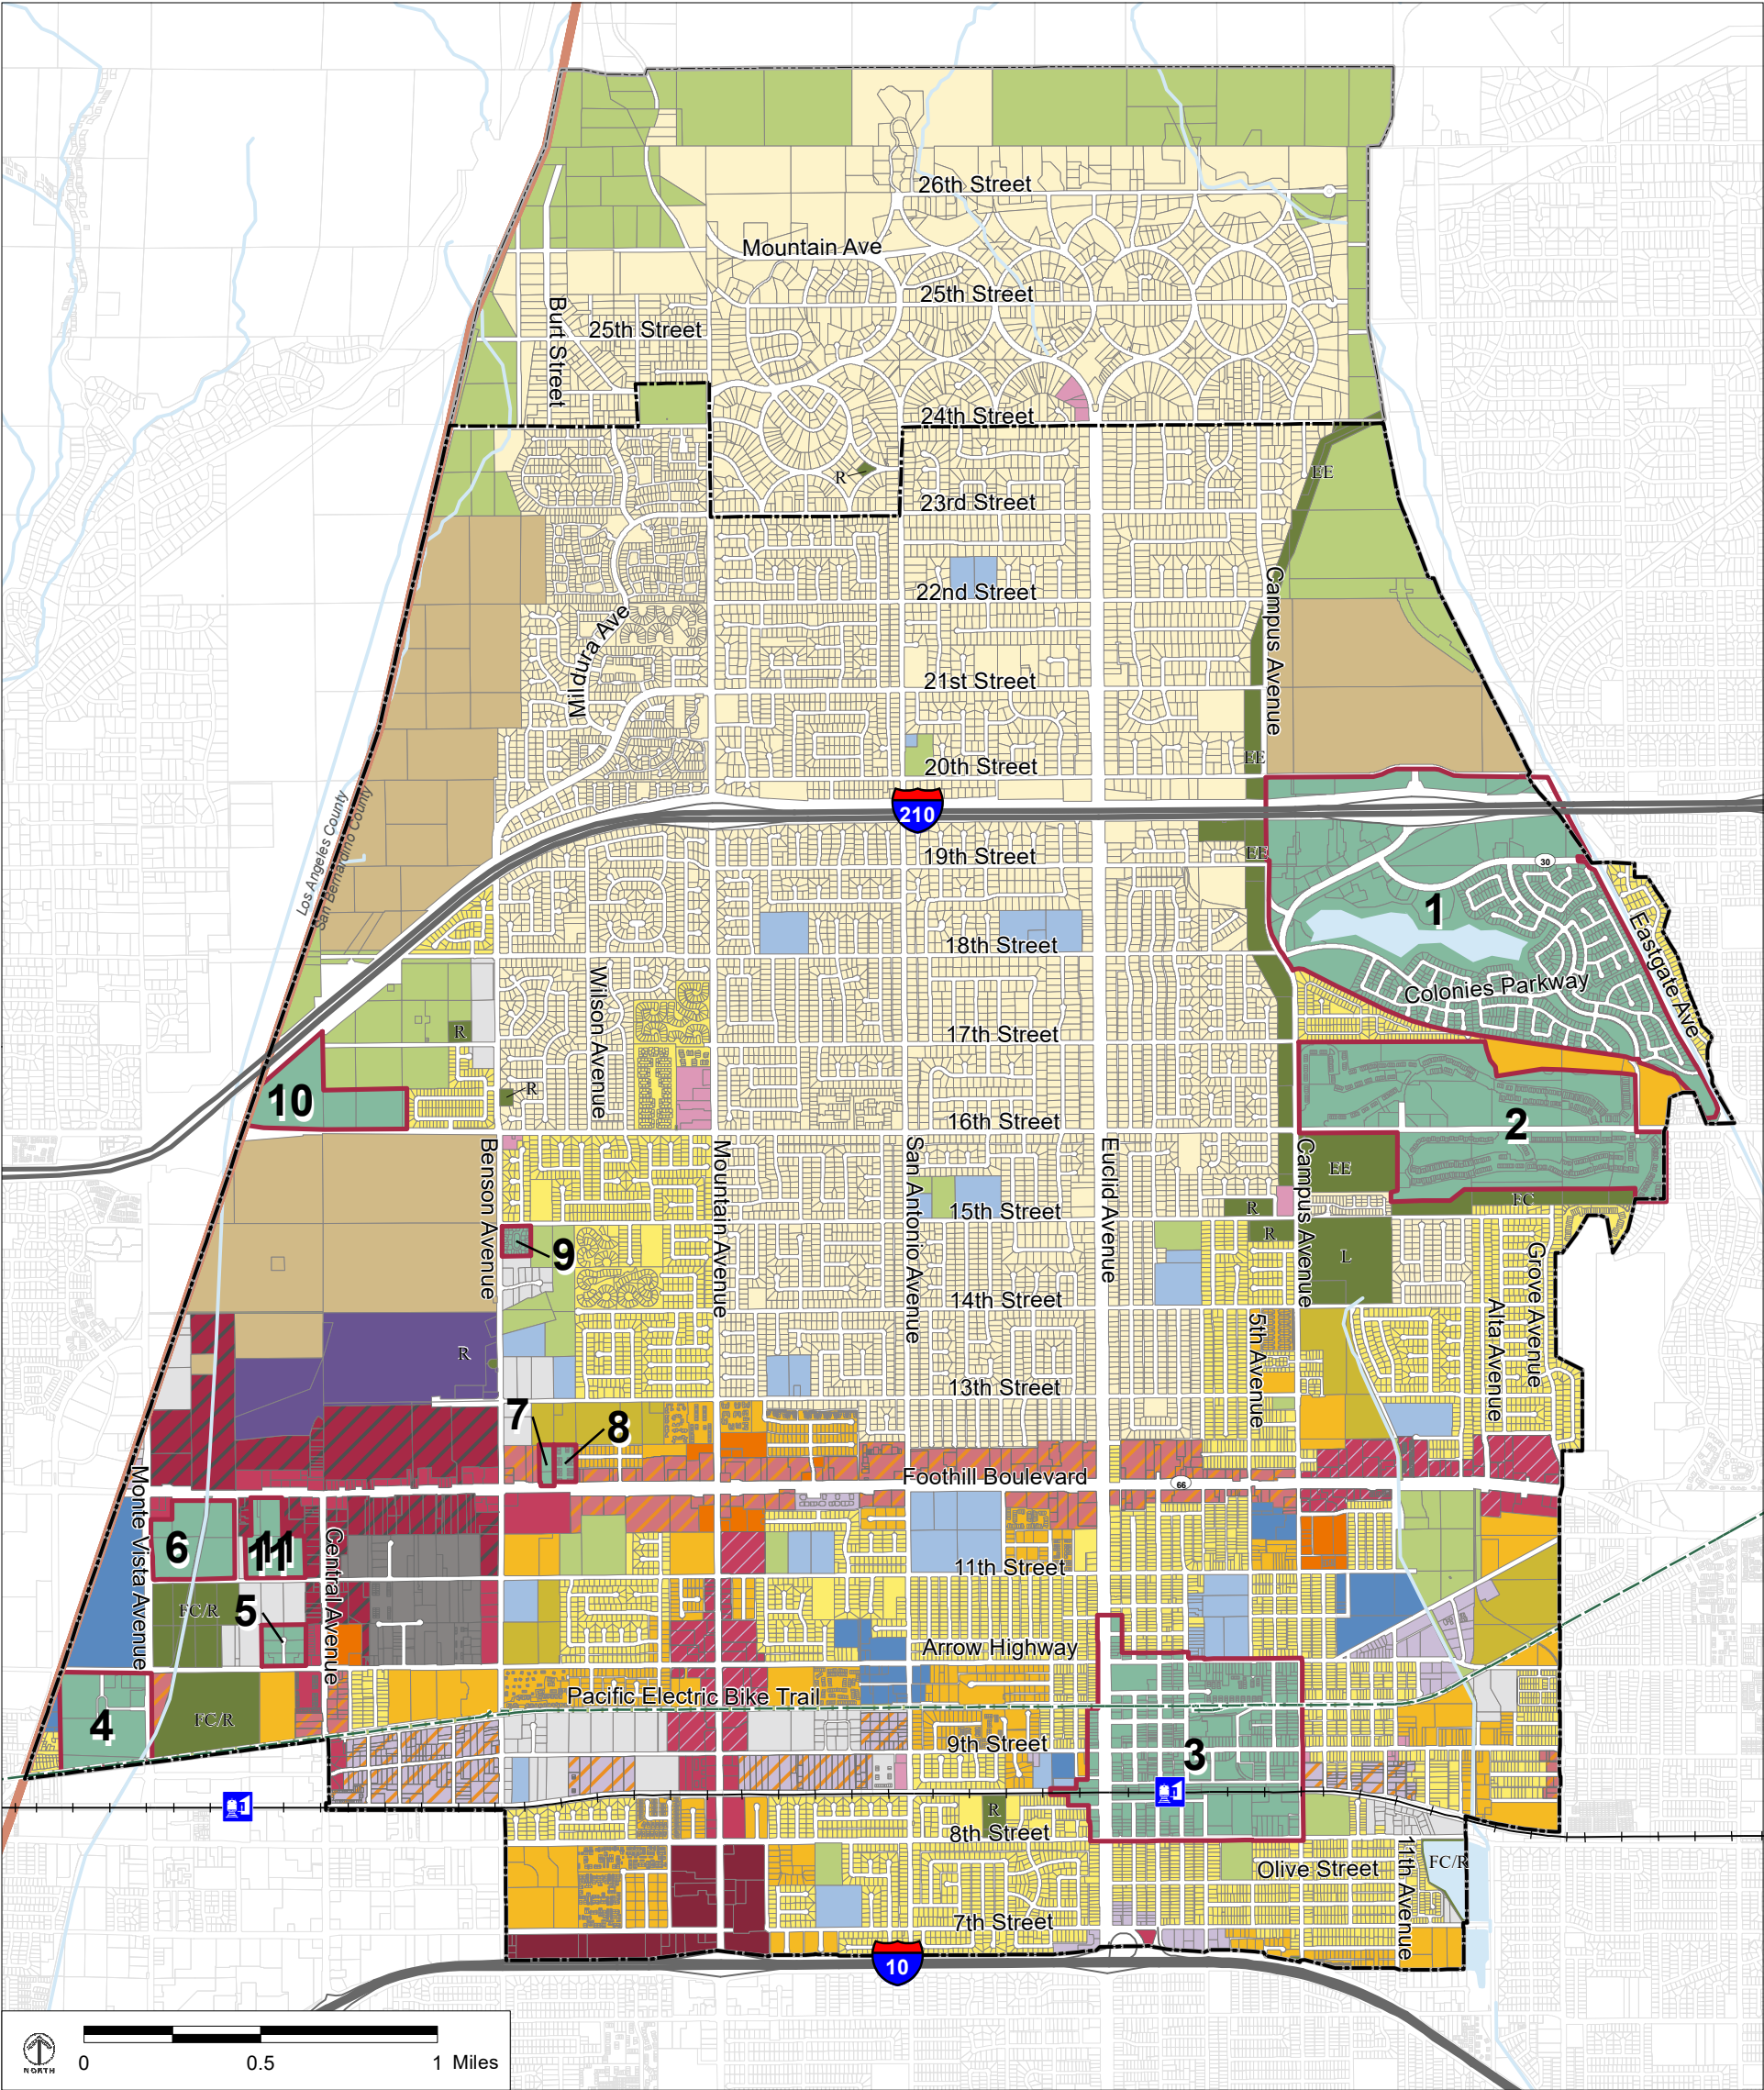 26th Street
Mountain Ave
25th Street
Burt Street
25th Street
24th Street
R
EE
23rd Street
22nd Street
Campus Avenue
Mildura Ave
21st Street
20th Street
EE
210
Los Angeles County
San Bernardino County
19th Street
EE
30
1
18th Street
Eastgate Ave
Wilson Avenue
Colonies Parkway
17th Street
R
10
R
16th Street
2
Benson Avenue
Mountain Avenue
San Antonio Avenue
Euclid Avenue
Campus Avenue
EE
FC
15th Street
R
R
L
9
Grove Avenue
14th Street
Alta Avenue
5th Avenue
R
13th Street
7
8
Foothill Boulevard
66
Monte Vista Avenue
6
11
Central Avenue
11th Street
FC/R
5
Arrow Highway
Pacific Electric Bike Trail
4
FC/R
9th Street
3
R
8th Street
11th Avenue
FC/R
Olive Street
7th Street
10
NORTH
0
0.5
1 Miles